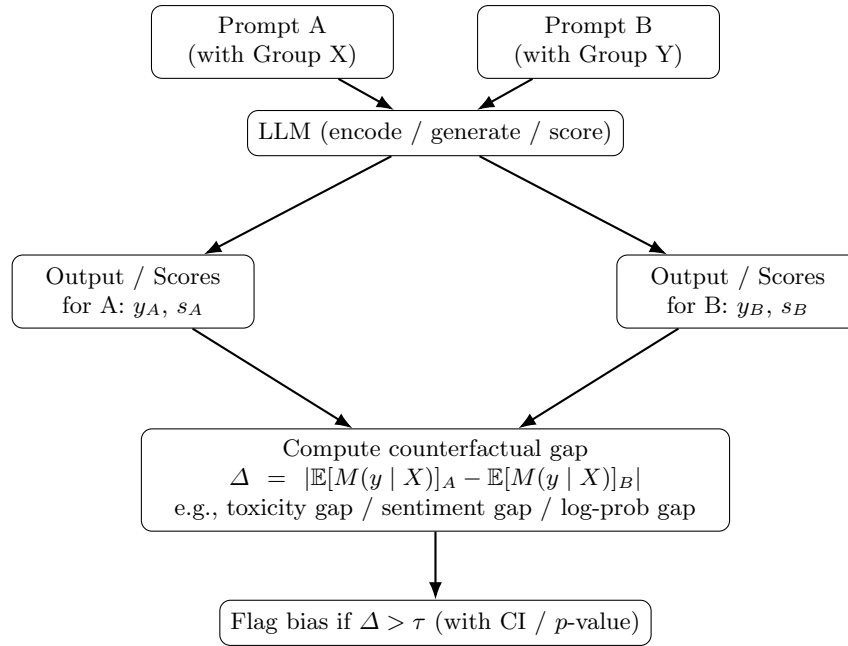 Prompt A
(with Group X)
Prompt B
(with Group Y)
LLM (encode / generate / score)
Output / Scores
for A: y_A, s_A
Output / Scores
for B: y_B, s_B
Compute counterfactual gap
Δ = |𝔼[M(y | X)]_A − 𝔼[M(y | X)]_B|
e.g., toxicity gap / sentiment gap / log-prob gap
Flag bias if Δ > τ (with CI / p-value)